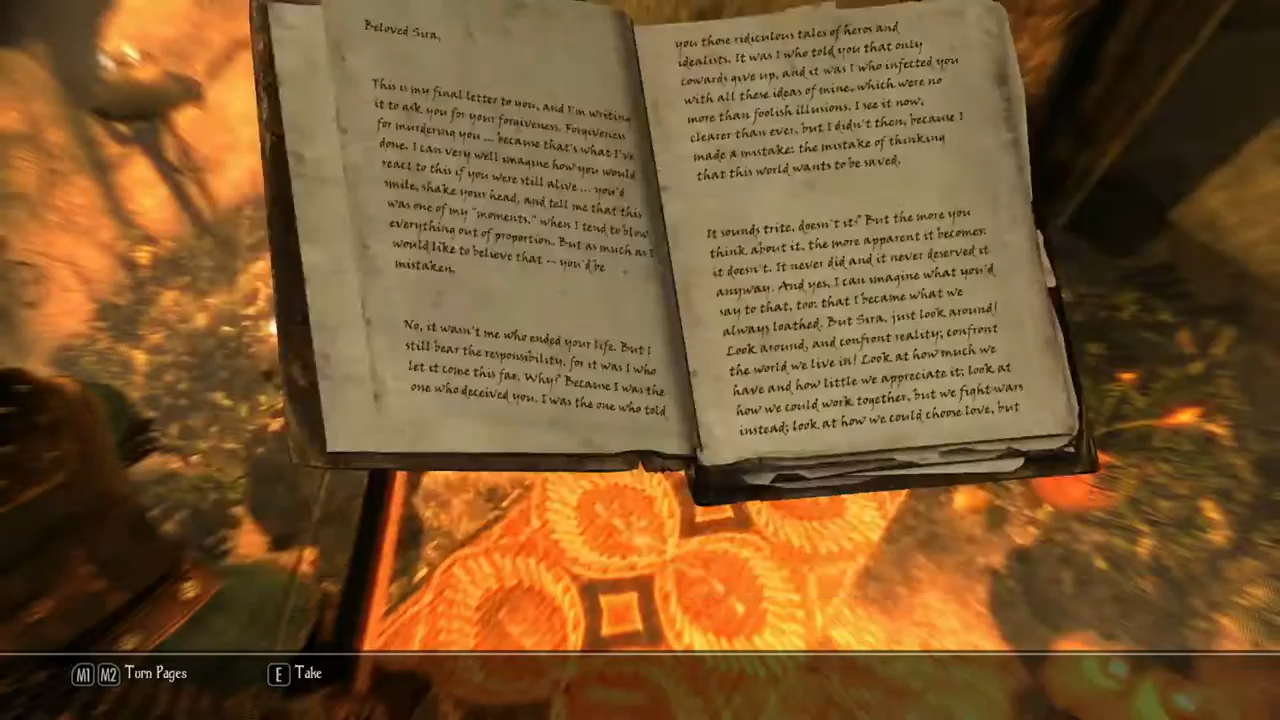 Beloved Sira,
This is my final letter to you, and I'm writing
it to ask you for your forgiveness. Forgiveness
for murdering you ... because that's what I've
done. I can very well imagine how you would
react to this if you were still alive ... you'd
smile, shake your head, and tell me that this
was one of my "moments," when I tend to blow
everything out of proportion. But as much as I
would like to believe that -- you'd be
mistaken.
No, it wasn't me who ended your life. But I
still bear the responsibility, for it was I who
let it come this far. Why? Because I was the
one who deceived you. I was the one who told
you those ridiculous tales of heros and
idealists. It was I who told you that only
cowards give up, and it was I who infected you
with all these ideas of mine, which were no
more than foolish illusions. I see it now,
clearer than ever, but I didn't then, because I
made a mistake: the mistake of thinking
that this world wants to be saved.
It sounds trite, doesn't it? But the more you
think about it, the more apparent it becomes:
it doesn't. It never did and it never deserved it
anyway. And yes, I can imagine what you'd
say to that, too: that I became what we
always loathed. But Sira, just look around!
Look around, and confront reality; confront
the world we live in! Look at how much we
have and how little we appreciate it; look at
how we could work together, but we fight wars
instead; look at how we could choose love, but
M1 M2 Turn Pages
E Take